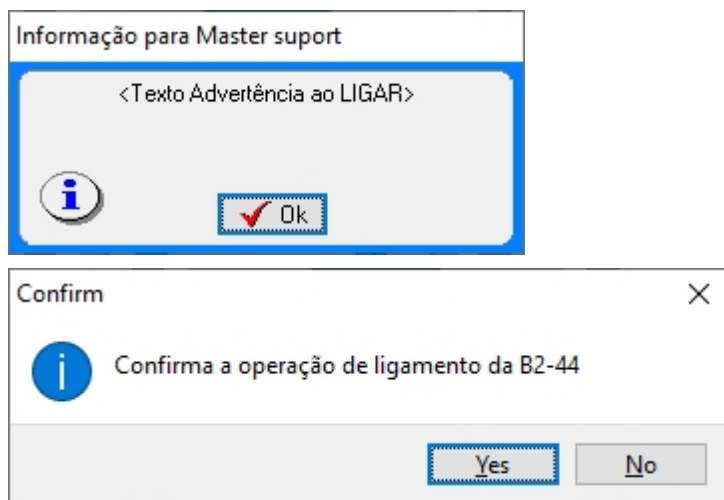 Informação para Master suport
<Texto Advertência ao LIGAR>
Ok
Confirm
Confirma a operação de ligamento da B2-44
Yes
No